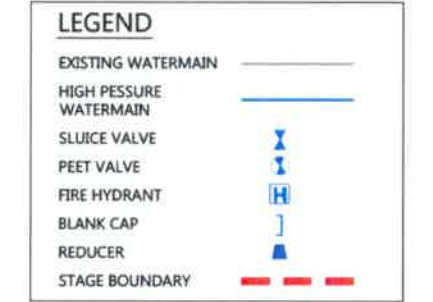 LEGEND
EXISTING WATERMAIN
HIGH PESSURE
WATERMAIN
SLUICE VALVE
PEET VALVE
FIRE HYDRANT
H
BLANK CAP
REDUCER
STAGE BOUNDARY